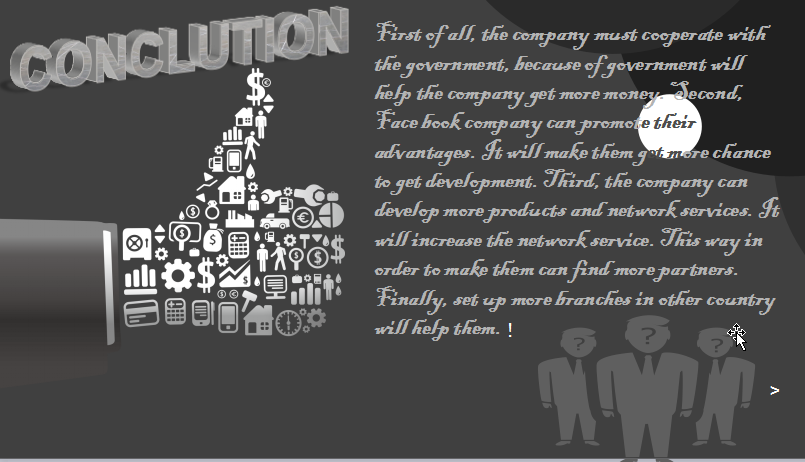 CONCLUTION
First of all, the company must cooperate with
the government, because of government will
help the company get more money. Second,
Face book company can promote their
advantages. It will make them get more chance
to get development. Third, the company can
develop more products and network services. It
will increase the network service. This way in
order to make them can find more partners.
Finally, set up more branches in other country
will help them. !
>